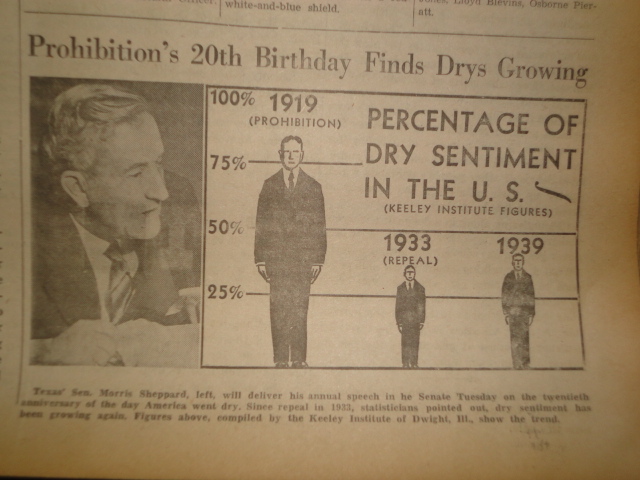 white-and-blue shield.
Lloyd Blevins, Osborne Pier-
att.
Prohibition's 20th Birthday Finds Drys Growing
100% 1919
(PROHIBITION)
PERCENTAGE OF
DRY SENTIMENT
IN THE U. S.
(KEELEY INSTITUTE FIGURES)
75%
50%
25%
1933
(REPEAL)
1939
Texas' Sen. Morris Sheppard, left, will deliver his annual speech in he Senate Tuesday on the twentieth
anniversary of the day America went dry. Since repeal in 1933, statisticians pointed out, dry sentiment has
been growing again. Figures above, compiled by the Keeley Institute of Dwight, Ill., show the trend.